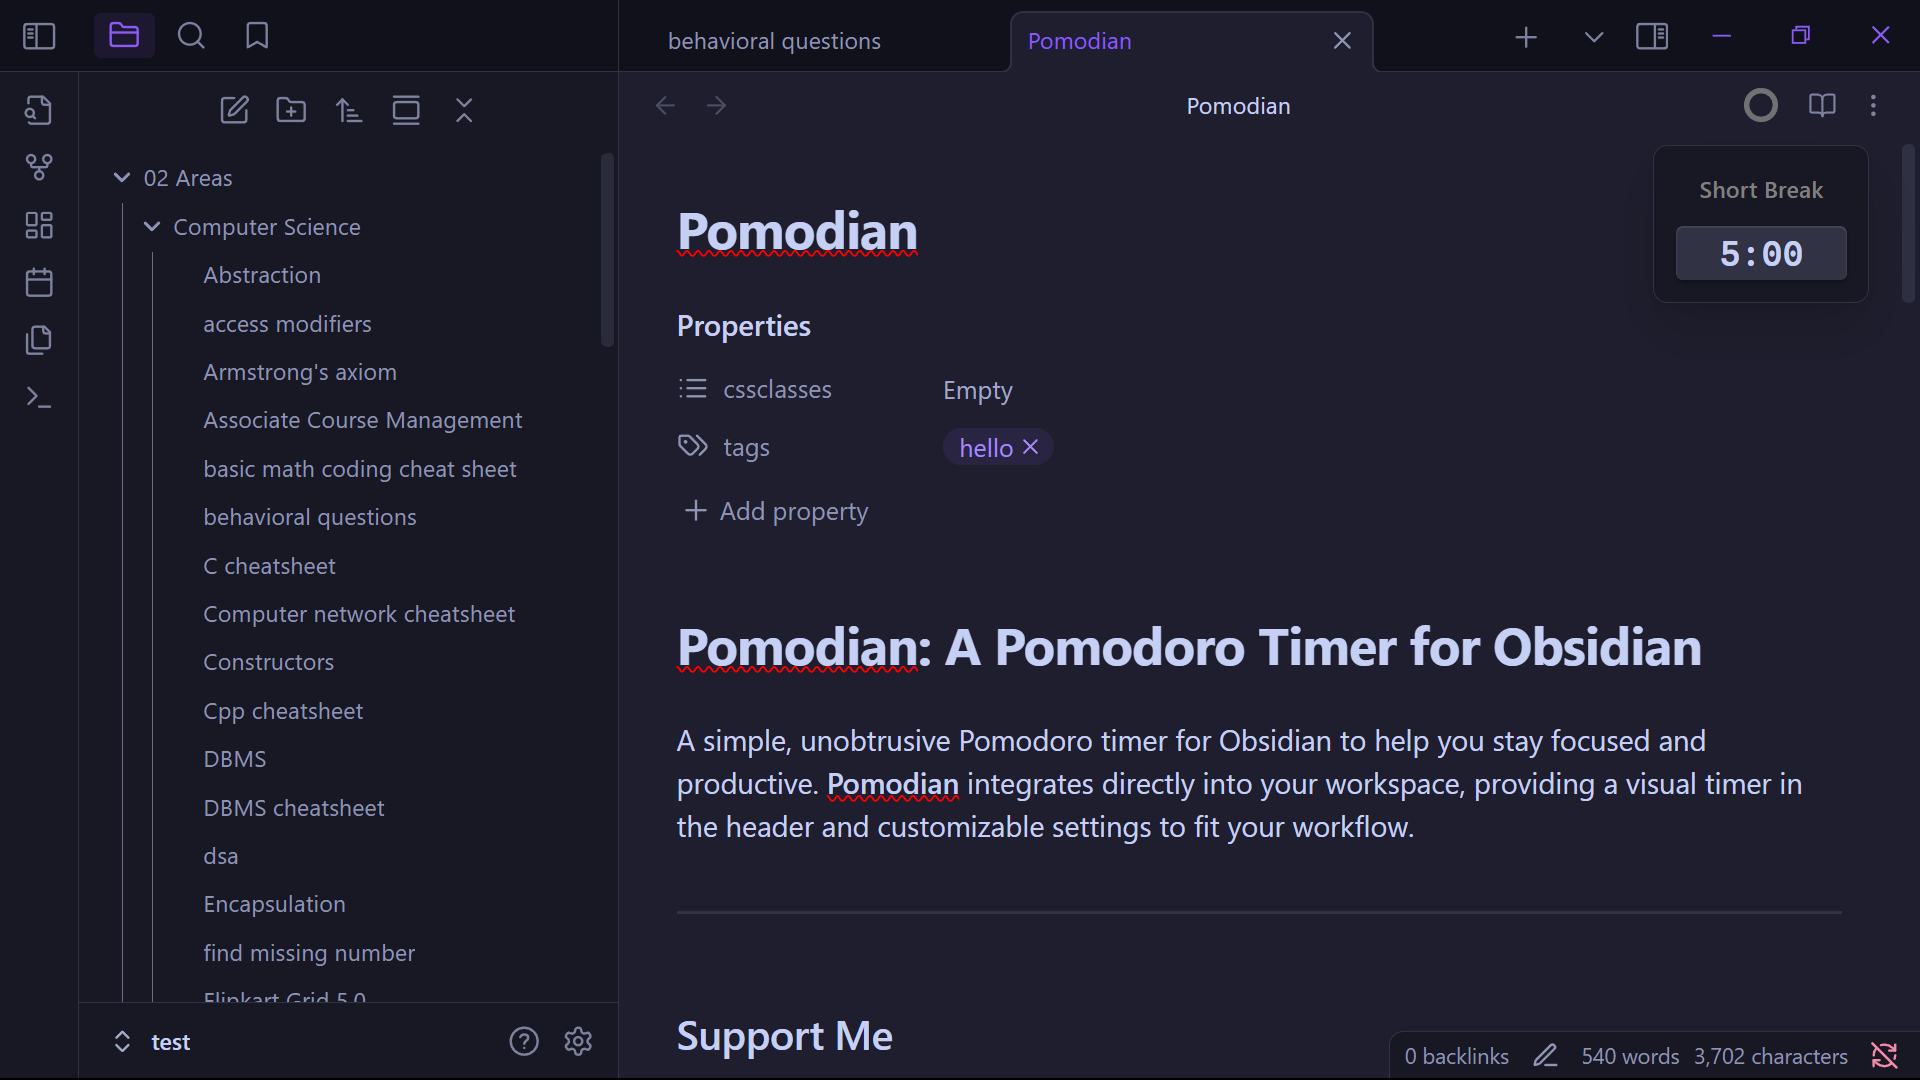 behavioral questions
Pomodian
Pomodian
02 Areas
Computer Science
Abstraction
access modifiers
Armstrong's axiom
Associate Course Management
basic math coding cheat sheet
behavioral questions
C cheatsheet
Computer network cheatsheet
Constructors
Cpp cheatsheet
DBMS
DBMS cheatsheet
dsa
Encapsulation
find missing number
Flipkart Grid 5.0
test
Short Break
5:00
Pomodian
Properties
cssclasses Empty
tags hello
Add property
Pomodian: A Pomodoro Timer for Obsidian
A simple, unobtrusive Pomodoro timer for Obsidian to help you stay focused and
productive. Pomodian integrates directly into your workspace, providing a visual timer in
the header and customizable settings to fit your workflow.
Support Me
0 backlinks 540 words 3,702 characters